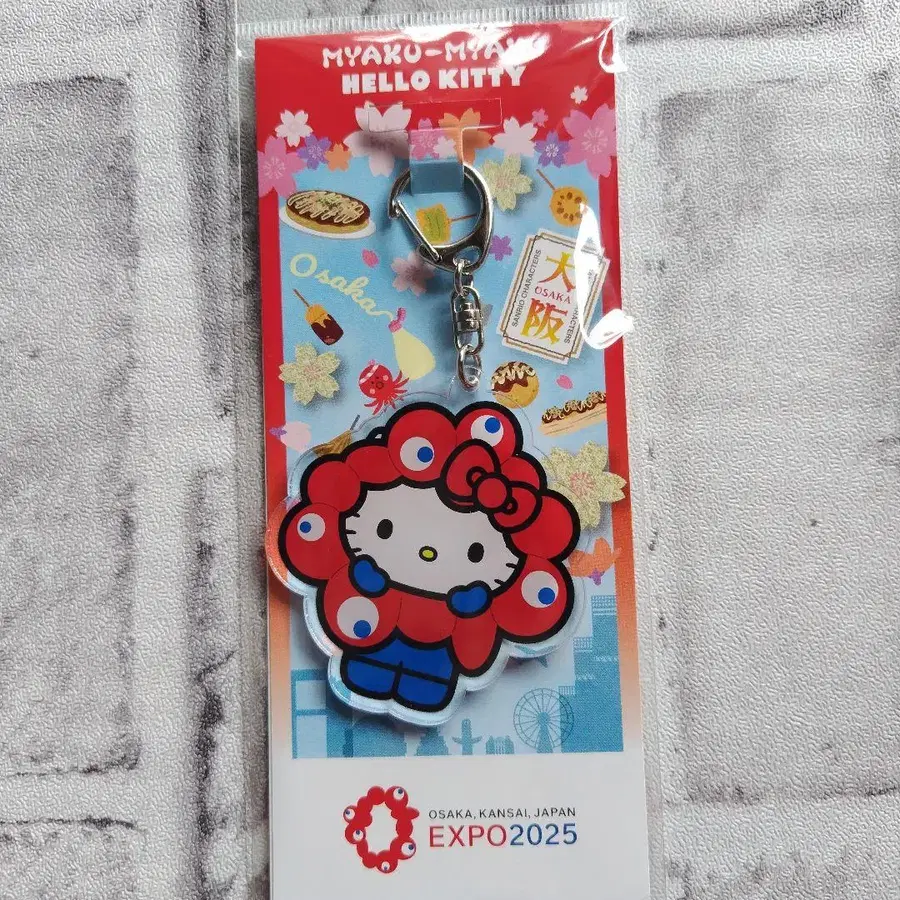 MYAKU-MYAKU
HELLO KITTY
Osaka
SANRIO CHARACTERS
大
OSAKA
阪
OSAKA, KANSAI, JAPAN
EXPO2025